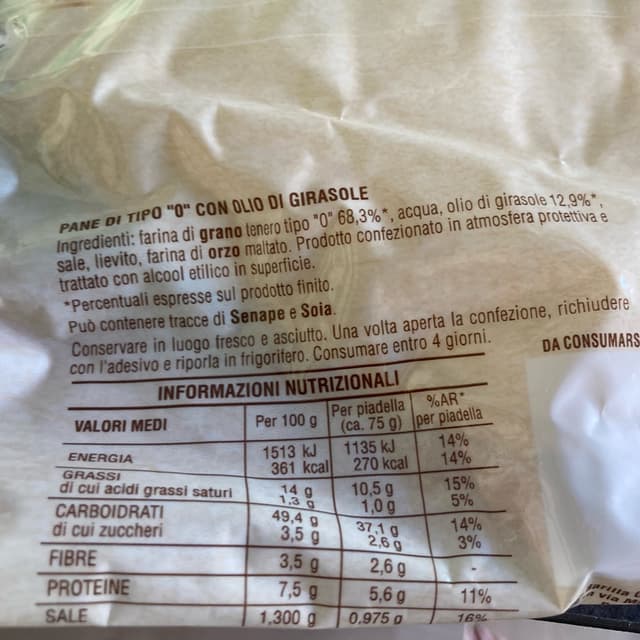 PANE DI TIPO "0" CON OLIO DI GIRASOLE
Ingredienti: farina di grano tenero tipo "0" 68,3%*, acqua, olio di girasole 12,9%*,
sale, lievito, farina di orzo maltato. Prodotto confezionato in atmosfera protettiva e
trattato con alcool etilico in superficie.
*Percentuali espresse sul prodotto finito.
Può contenere tracce di Senape e Soia.
Conservare in luogo fresco e asciutto. Una volta aperta la confezione, richiudere
con l'adesivo e riporla in frigorifero. Consumare entro 4 giorni.
DA CONSUMARS
INFORMAZIONI NUTRIZIONALI
VALORI MEDI Per 100 g Per piadella (ca. 75 g) %AR* per piadella
ENERGIA 1513 kJ 1135 kJ 14%
361 kcal 270 kcal 14%
GRASSI 14 g 10,5 g 15%
di cui acidi grassi saturi 1,3 g 1,0 g 5%
CARBOIDRATI 49,4 g 37,1 g 14%
di cui zuccheri 3,5 g 2,6 g 3%
FIBRE 3,5 g 2,6 g -
PROTEINE 7,5 g 5,6 g 11%
SALE 1,300 g 0,975 g 16%